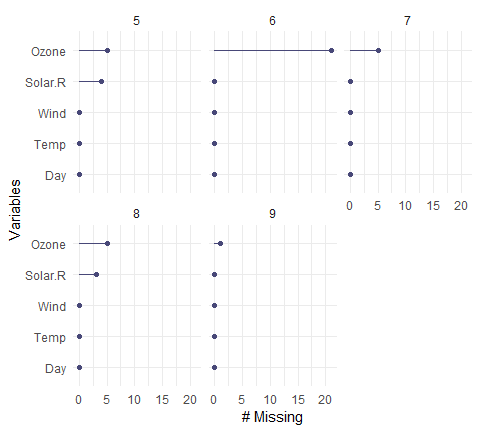 5 6 7
Ozone
Solar.R
Wind
Temp
Day
0 5 10 15 20
8 9
Ozone
Solar.R
Wind
Temp
Day
0 5 10 15 20 0 5 10 15 20
Variables
# Missing